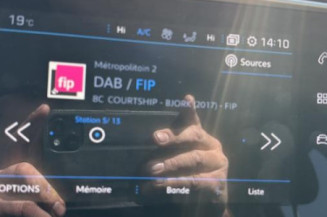 19°C Hi A/C Hi 14:10
Métropolitain 2
Sources
fip
DAB / FIP
BC COURTSHIP - BJORK (2017) - FIP
Station 5/ 15
OPTIONS Mémoire Bande Liste